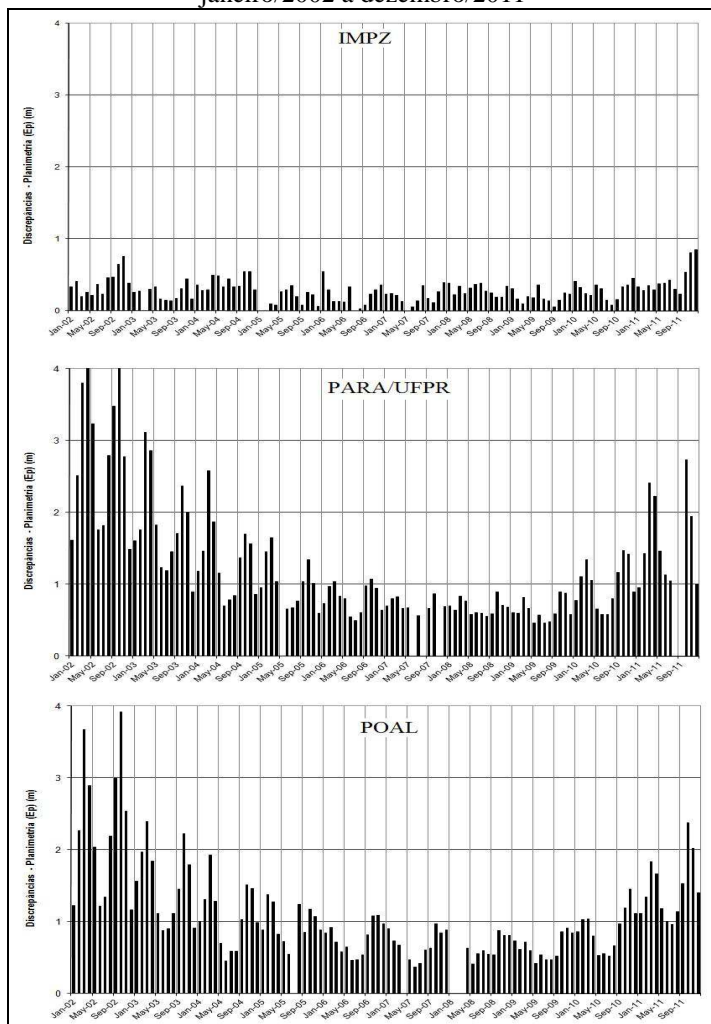 janeiro/2002 a dezembro/2011
IMPZ
Discrepâncias - Planimetria (Ep) (m)
4
3
2
1
0
Jan-02 May-02 Sep-02 Jan-03 May-03 Sep-03 Jan-04 May-04 Sep-04 Jan-05 May-05 Sep-05 Jan-06 May-06 Sep-06 Jan-07 May-07 Sep-07 Jan-08 May-08 Sep-08 Jan-09 May-09 Sep-09 Jan-10 May-10 Sep-10 Jan-11 May-11 Sep-11
PARA/UFPR
Discrepâncias - Planimetria (Ep) (m)
4
3
2
1
0
Jan-02 May-02 Sep-02 Jan-03 May-03 Sep-03 Jan-04 May-04 Sep-04 Jan-05 May-05 Sep-05 Jan-06 May-06 Sep-06 Jan-07 May-07 Sep-07 Jan-08 May-08 Sep-08 Jan-09 May-09 Sep-09 Jan-10 May-10 Sep-10 Jan-11 May-11 Sep-11
POAL
Discrepâncias - Planimetria (Ep) (m)
4
3
2
1
0
Jan-02 May-02 Sep-02 Jan-03 May-03 Sep-03 Jan-04 May-04 Sep-04 Jan-05 May-05 Sep-05 Jan-06 May-06 Sep-06 Jan-07 May-07 Sep-07 Jan-08 May-08 Sep-08 Jan-09 May-09 Sep-09 Jan-10 May-10 Sep-10 Jan-11 May-11 Sep-11